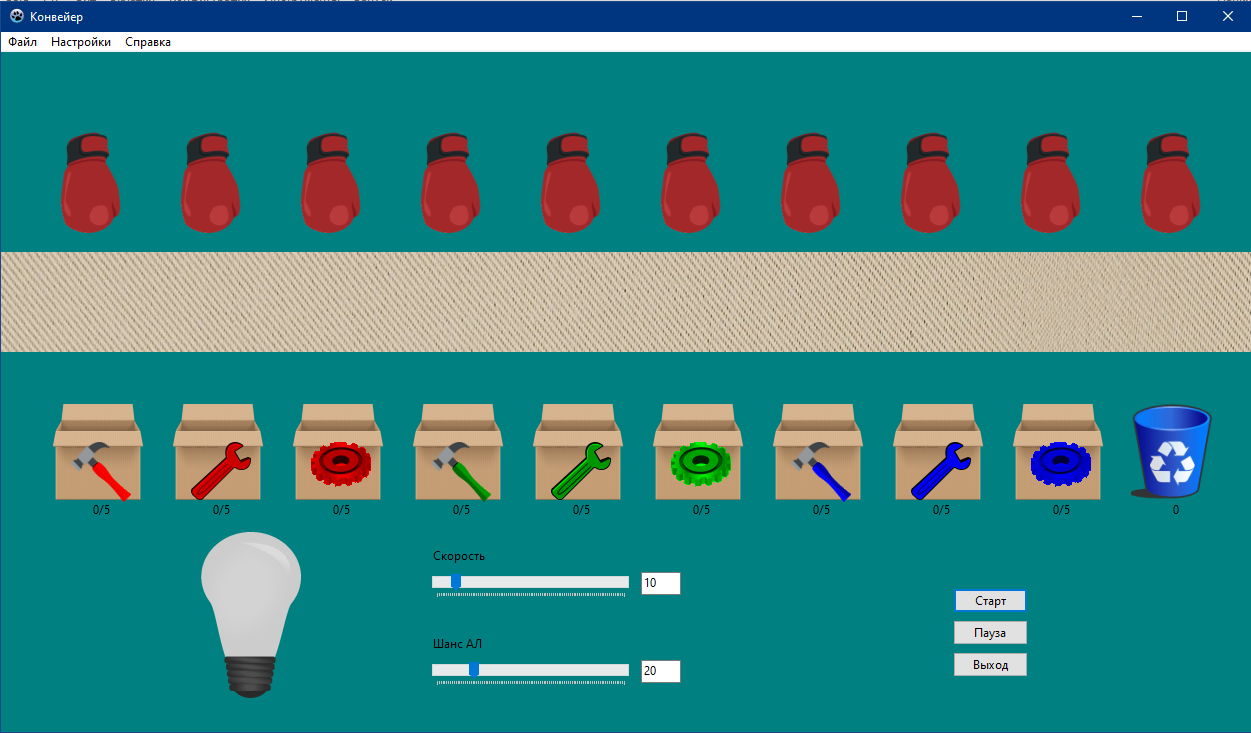 Конвейер
Файл Настройки Справка
0/5 0/5 0/5 0/5 0/5 0/5 0/5 0/5 0/5 0
Скорость
10
Шанс АЛ
20
Старт
Пауза
Выход